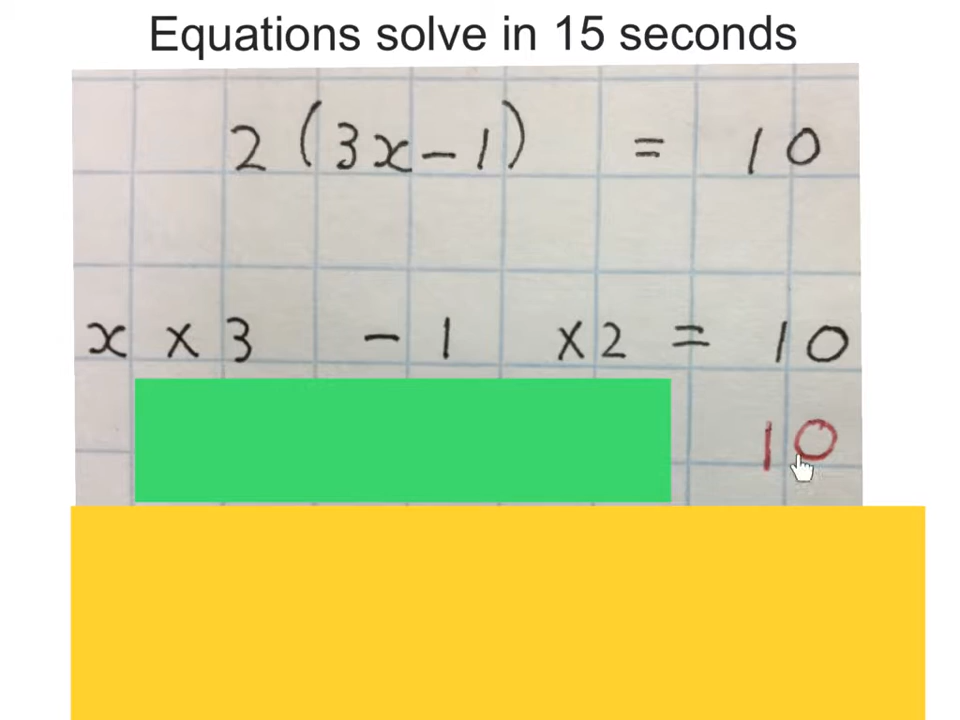 Equations solve in 15 seconds
2 (3x - 1) = 10
x × 3 - 1 × 2 = 10
10